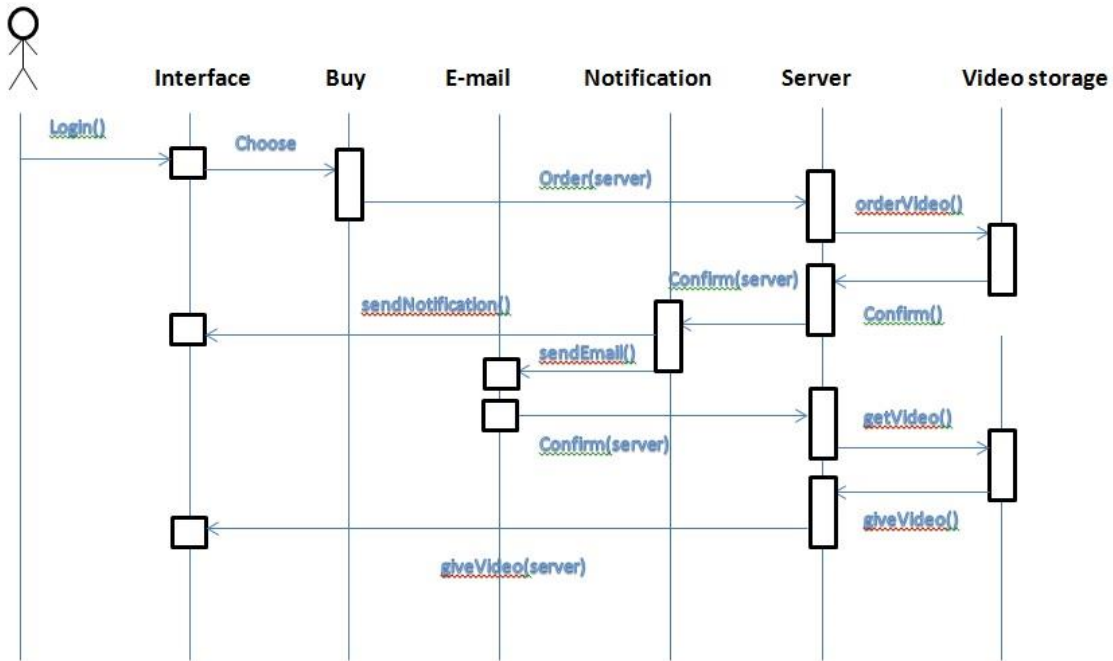 Interface Buy E-mail Notification Server Video storage
Login()
Choose
Order(server)
orderVideo()
Confirm(server)
Confirm()
sendNotification()
sendEmail()
getVideo()
Confirm(server)
giveVideo()
giveVideo(server)